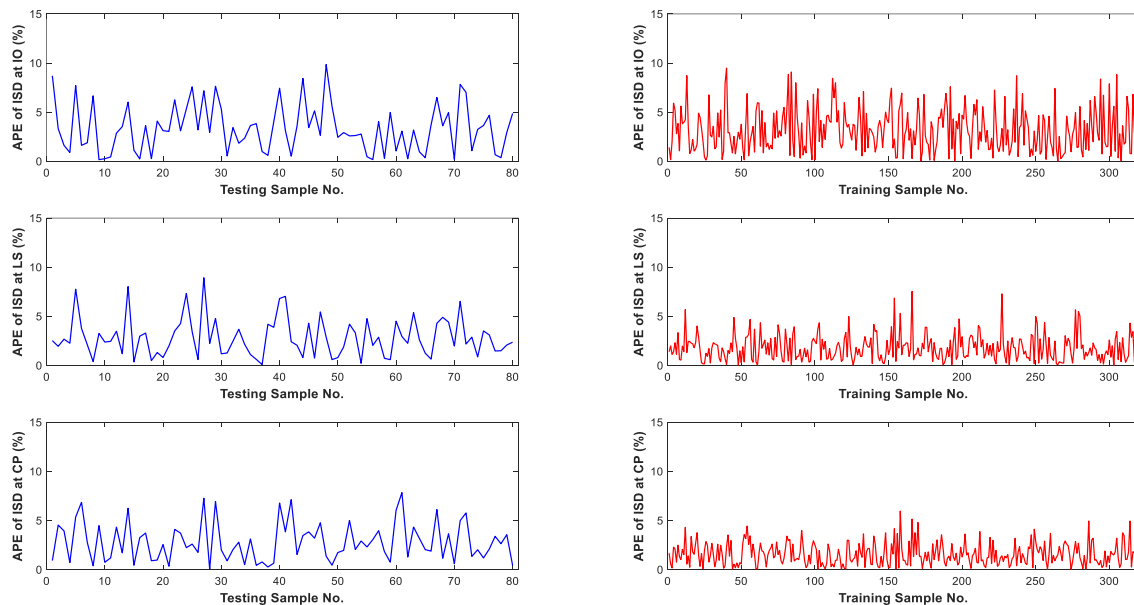 15
10
5
0
APE of ISD at IO (%)
0 10 20 30 40 50 60 70 80
Testing Sample No.
15
10
5
0
APE of ISD at IO (%)
0 50 100 150 200 250 300
Training Sample No.
15
10
5
0
APE of ISD at LS (%)
0 10 20 30 40 50 60 70 80
Testing Sample No.
15
10
5
0
APE of ISD at LS (%)
0 50 100 150 200 250 300
Training Sample No.
15
10
5
0
APE of ISD at CP (%)
0 10 20 30 40 50 60 70 80
Testing Sample No.
15
10
5
0
APE of ISD at CP (%)
0 50 100 150 200 250 300
Training Sample No.